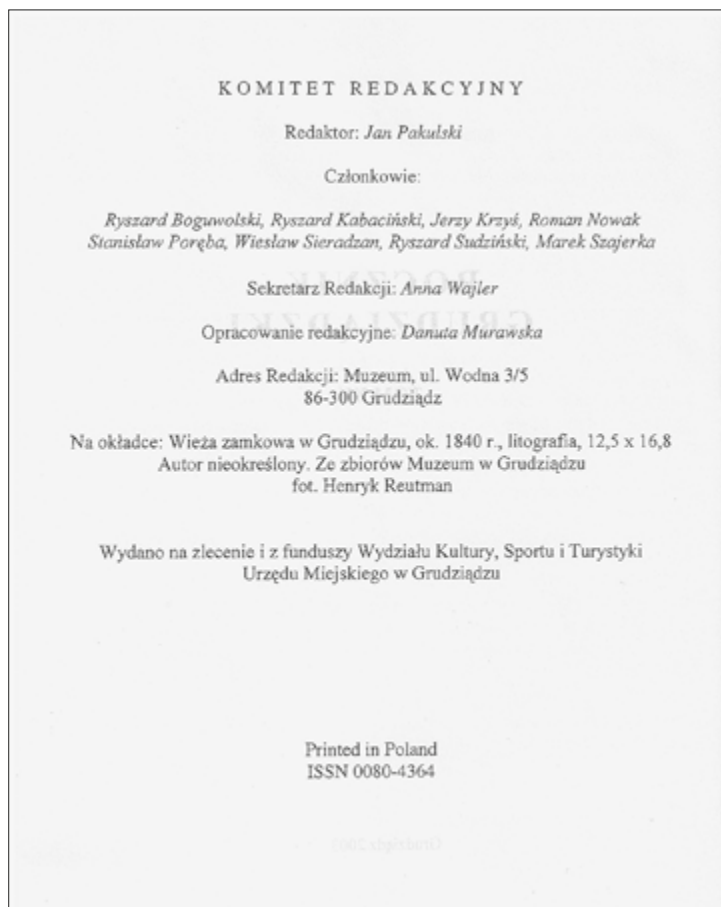 KOMITET REDAKCYJNY
Redaktor: Jan Pakulski
Członkowie:
Ryszard Boguwolski, Ryszard Kabaciński, Jerzy Krzyś, Roman Nowak
Stanisław Poręba, Wiesław Sieradzan, Ryszard Sudziński, Marek Szajerka
Sekretarz Redakcji: Anna Wajler
Opracowanie redakcyjne: Danuta Murawska
Adres Redakcji: Muzeum, ul. Wodna 3/5
86-300 Grudziądz
Na okładce: Wieża zamkowa w Grudziądzu, ok. 1840 r., litografia, 12,5 x 16,8
Autor nieokreślony. Ze zbiorów Muzeum w Grudziądzu
fot. Henryk Reutman
Wydano na zlecenie i z funduszy Wydziału Kultury, Sportu i Turystyki
Urzędu Miejskiego w Grudziądzu
Printed in Poland
ISSN 0080-4364